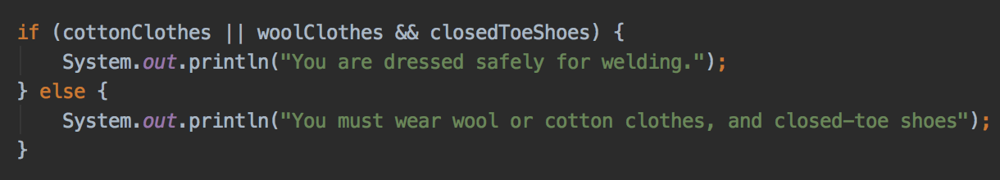 if (cottonClothes || woolClothes && closedToeShoes) {
    System.out.println("You are dressed safely for welding.");
} else {
    System.out.println("You must wear wool or cotton clothes, and closed-toe shoes");
}